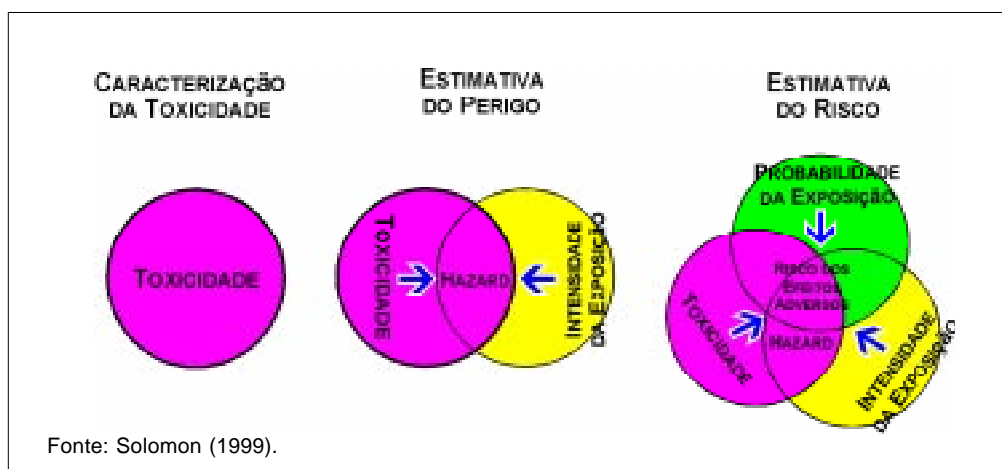 CARACTERIZAÇÃO
DA TOXICIDADE
TOXICIDADE
ESTIMATIVA
DO PERIGO
TOXICIDADE
HAZARD
INTENSIDADE
DA EXPOSIÇÃO
ESTIMATIVA
DO RISCO
PROBABILIDADE
DA EXPOSIÇÃO
RISCO DOS
EFEITOS
ADVERSOS
TOXICIDADE
HAZARD
INTENSIDADE
DA EXPOSIÇÃO
Fonte: Solomon (1999).